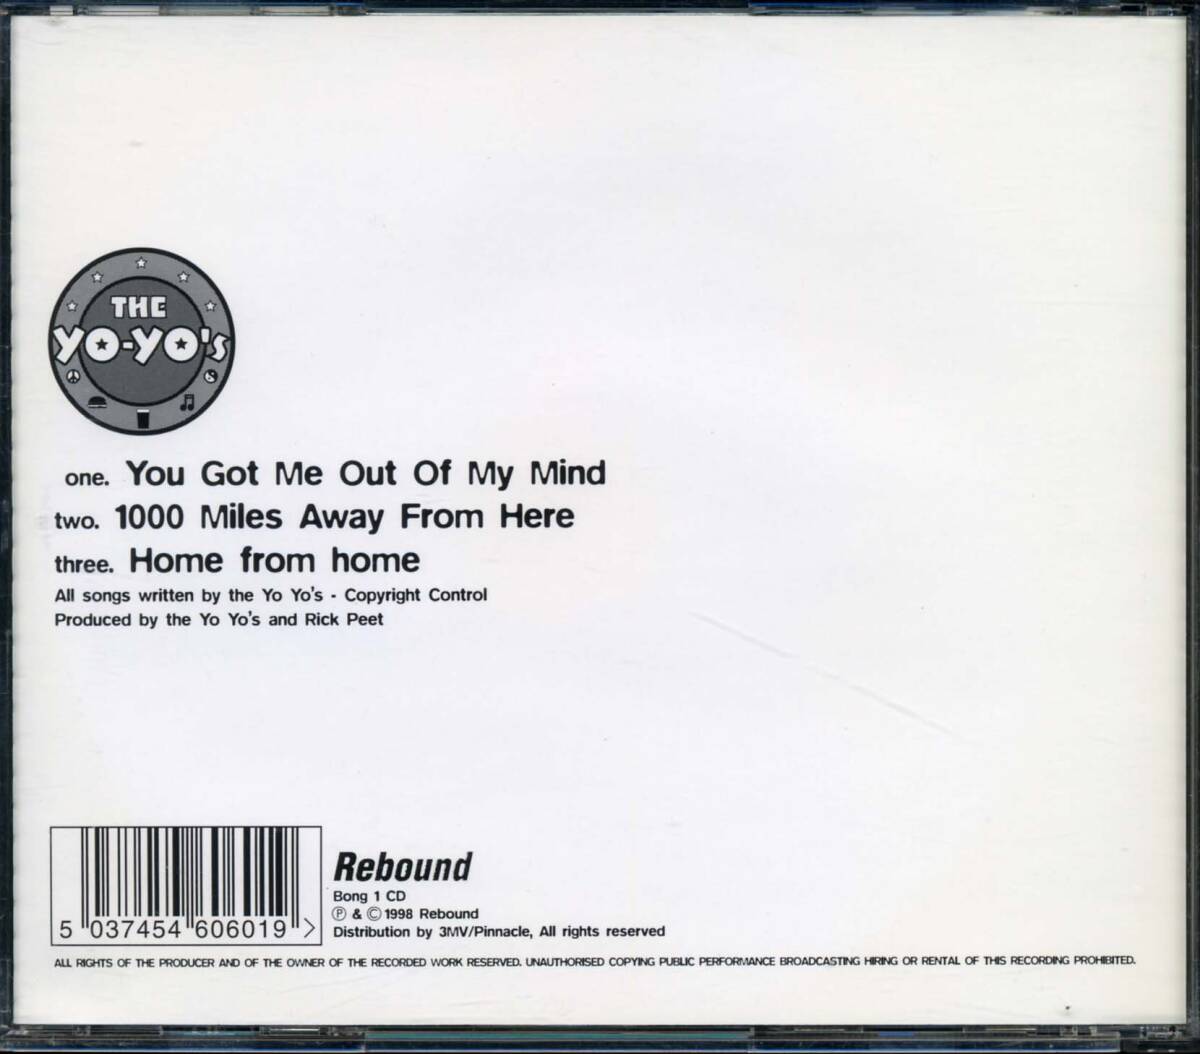 THE
YO-YO's
one. You Got Me Out Of My Mind
two. 1000 Miles Away From Here
three. Home from home
All songs written by the Yo Yo's - Copyright Control
Produced by the Yo Yo's and Rick Peet
Rebound
Bong 1 CD
Ⓟ & © 1998 Rebound
Distribution by 3MV/Pinnacle, All rights reserved
5 037454 606019 >
ALL RIGHTS OF THE PRODUCER AND OF THE OWNER OF THE RECORDED WORK RESERVED. UNAUTHORISED COPYING PUBLIC PERFORMANCE BROADCASTING HIRING OR RENTAL OF THIS RECORDING PROHIBITED.